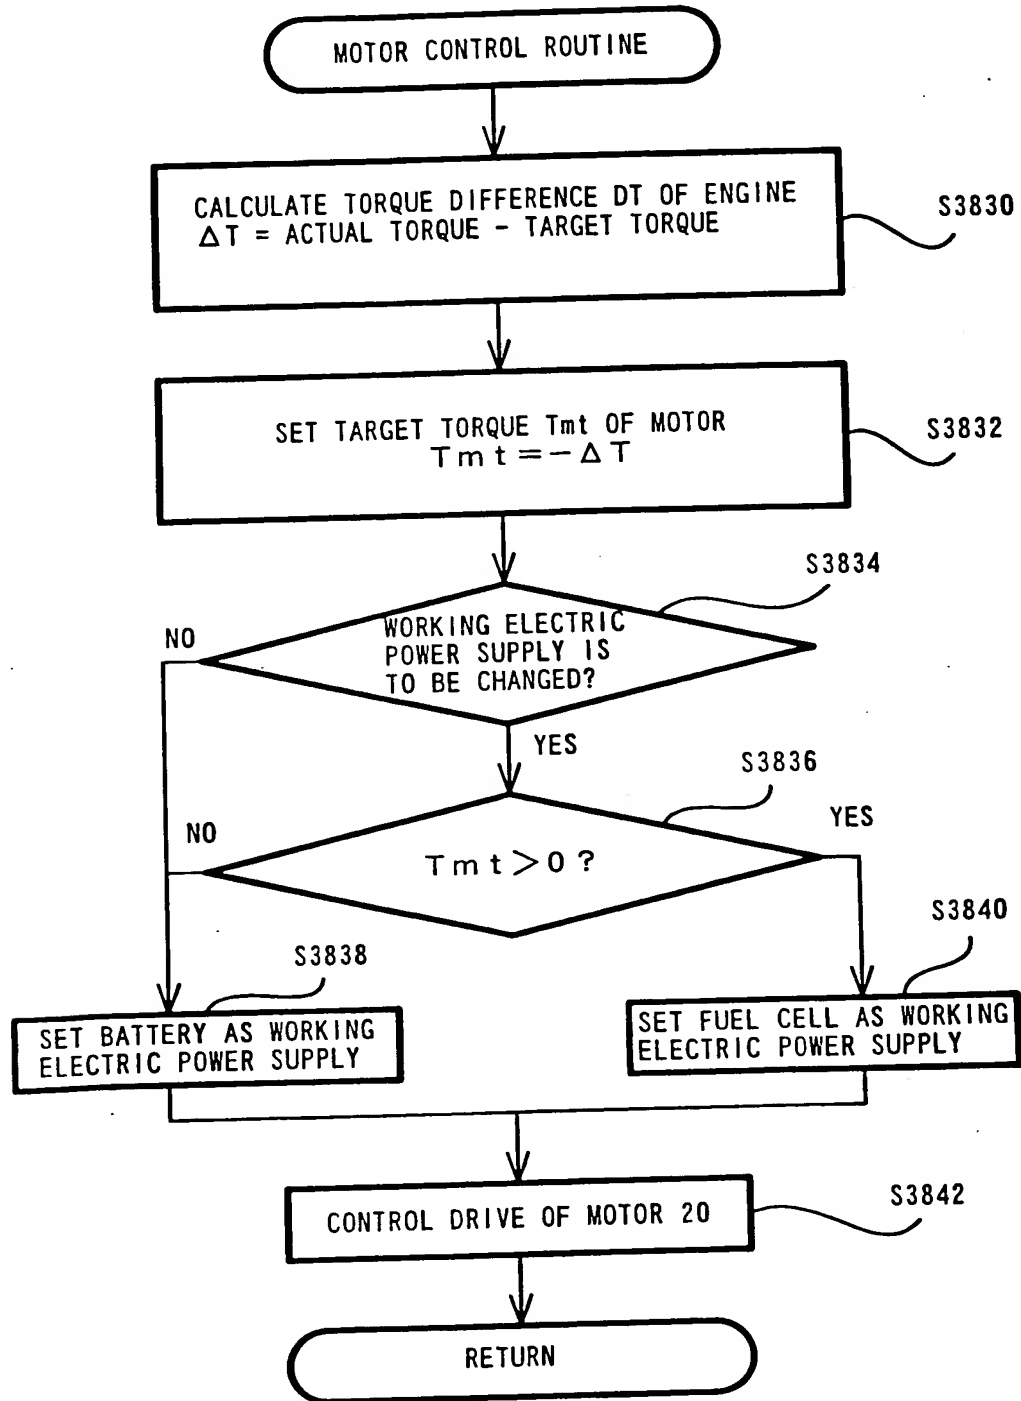 MOTOR CONTROL ROUTINE
CALCULATE TORQUE DIFFERENCE DT OF ENGINE
ΔT = ACTUAL TORQUE - TARGET TORQUE
S3830
SET TARGET TORQUE Tmt OF MOTOR
Tmt=-ΔT
S3832
S3834
WORKING ELECTRIC
POWER SUPPLY IS
TO BE CHANGED?
NO
YES
S3836
Tmt>0?
NO
YES
S3838
SET BATTERY AS WORKING
ELECTRIC POWER SUPPLY
S3840
SET FUEL CELL AS WORKING
ELECTRIC POWER SUPPLY
CONTROL DRIVE OF MOTOR 20
S3842
RETURN